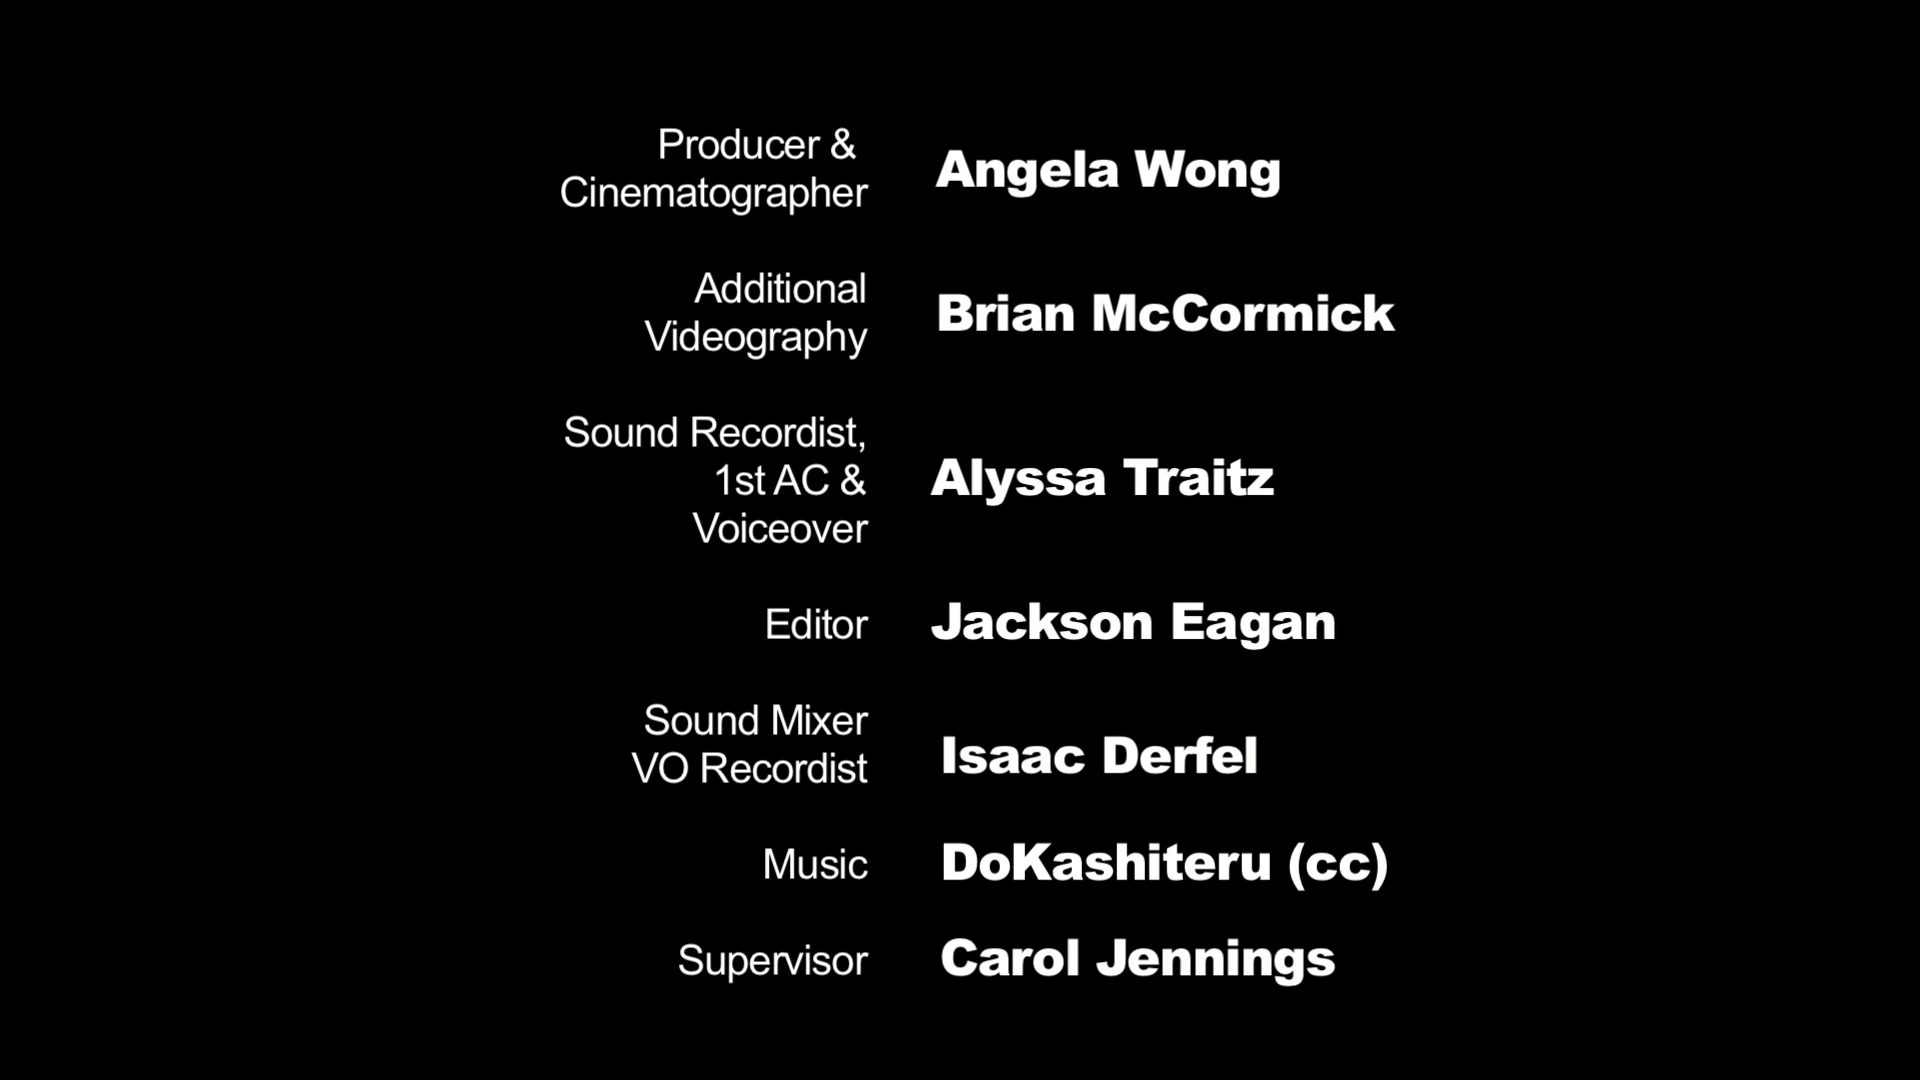 Producer &
Cinematographer
Angela Wong
Additional
Videography
Brian McCormick
Sound Recordist,
1st AC &
Voiceover
Alyssa Traitz
Editor
Jackson Eagan
Sound Mixer
VO Recordist
Isaac Derfel
Music
DoKashiteru (cc)
Supervisor
Carol Jennings